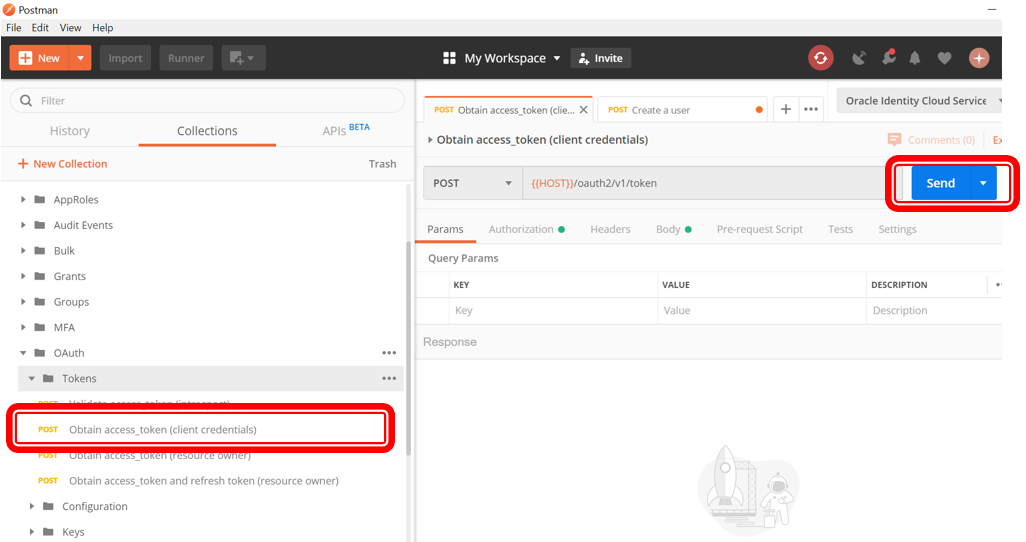 Postman
File Edit View Help
New Import Runner My Workspace Invite
Filter
History Collections APIs BETA
New Collection Trash
AppRoles
Audit Events
Bulk
Grants
Groups
MFA
OAuth
Tokens
POST Validate access_token (introspect)
POST Obtain access_token (client credentials)
POST Obtain access_token (resource owner)
POST Obtain access_token and refresh token (resource owner)
Configuration
Keys
POST Obtain access_token (clie... POST Create a user Oracle Identity Cloud Service
Obtain access_token (client credentials) Comments (0) Ex
POST {{HOST}}/oauth2/v1/token Send
Params Authorization Headers Body Pre-request Script Tests Settings
Query Params
KEY VALUE DESCRIPTION
Key Value Description
Response